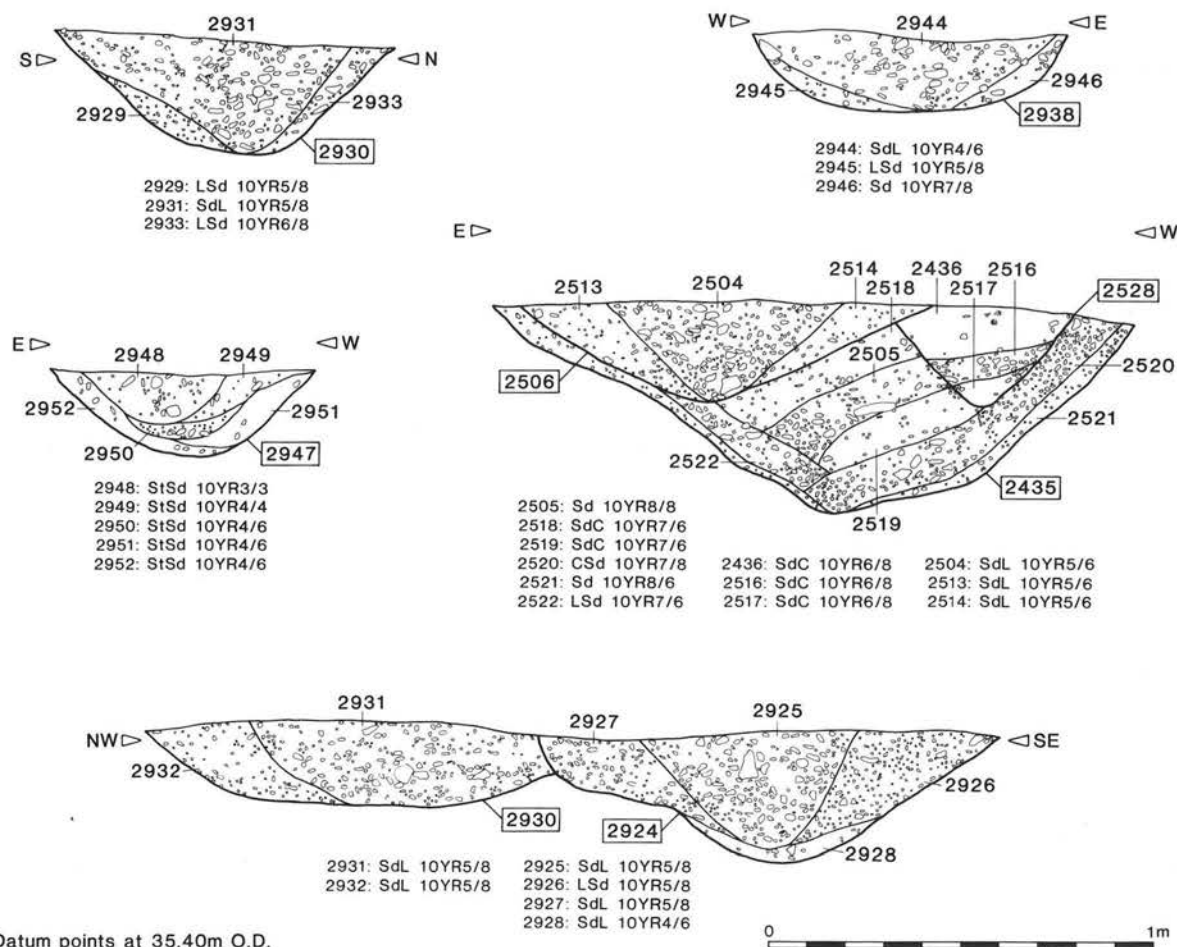 2931
S N
2929 2933
2930
2929: LSd 10YR5/8
2931: SdL 10YR5/8
2933: LSd 10YR6/8
2944
W E
2945 2946
2938
2944: SdL 10YR4/6
2945: LSd 10YR5/8
2946: Sd 10YR7/8
E W
2948 2949
2952 2951
2950 2947
2948: StSd 10YR3/3
2949: StSd 10YR4/4
2950: StSd 10YR4/6
2951: StSd 10YR4/6
2952: StSd 10YR4/6
E W
2513 2504 2514 2436 2516
2518 2517 2528
2505
2506 2520
2521
2522 2435
2519
2505: Sd 10YR8/8
2518: SdC 10YR7/6
2519: SdC 10YR7/6
2520: CSd 10YR7/8
2521: Sd 10YR8/6
2522: LSd 10YR7/6
2436: SdC 10YR6/8
2516: SdC 10YR6/8
2517: SdC 10YR6/8
2504: SdL 10YR5/6
2513: SdL 10YR5/6
2514: SdL 10YR5/6
2931 2927 2925
NW SE
2932 2926
2930 2924
2928
2931: SdL 10YR5/8
2932: SdL 10YR5/8
2925: SdL 10YR5/8
2926: LSd 10YR5/8
2927: SdL 10YR5/8
2928: SdL 10YR4/6
Datum points at 35.40m O.D.
0 1m